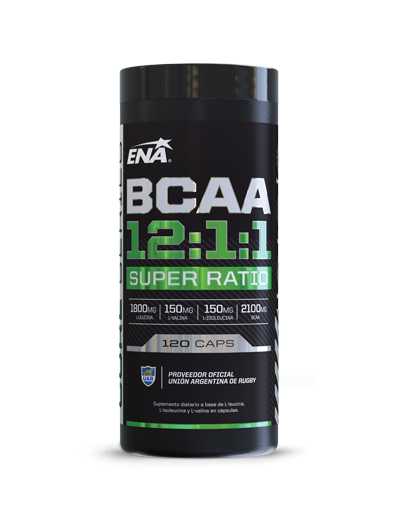 ENA®
BCAA
12:1:1
SUPER RATIO
1800MG 150MG 150MG 2100MG
L-LEUCINA L-VALINA L-ISOLEUCINA BCAA
120 CAPS
UAR
PROVEEDOR OFICIAL
UNIÓN ARGENTINA DE RUGBY
Suplemento dietario a base de L-leucina,
L-isoleucina y L-valina en cápsulas.